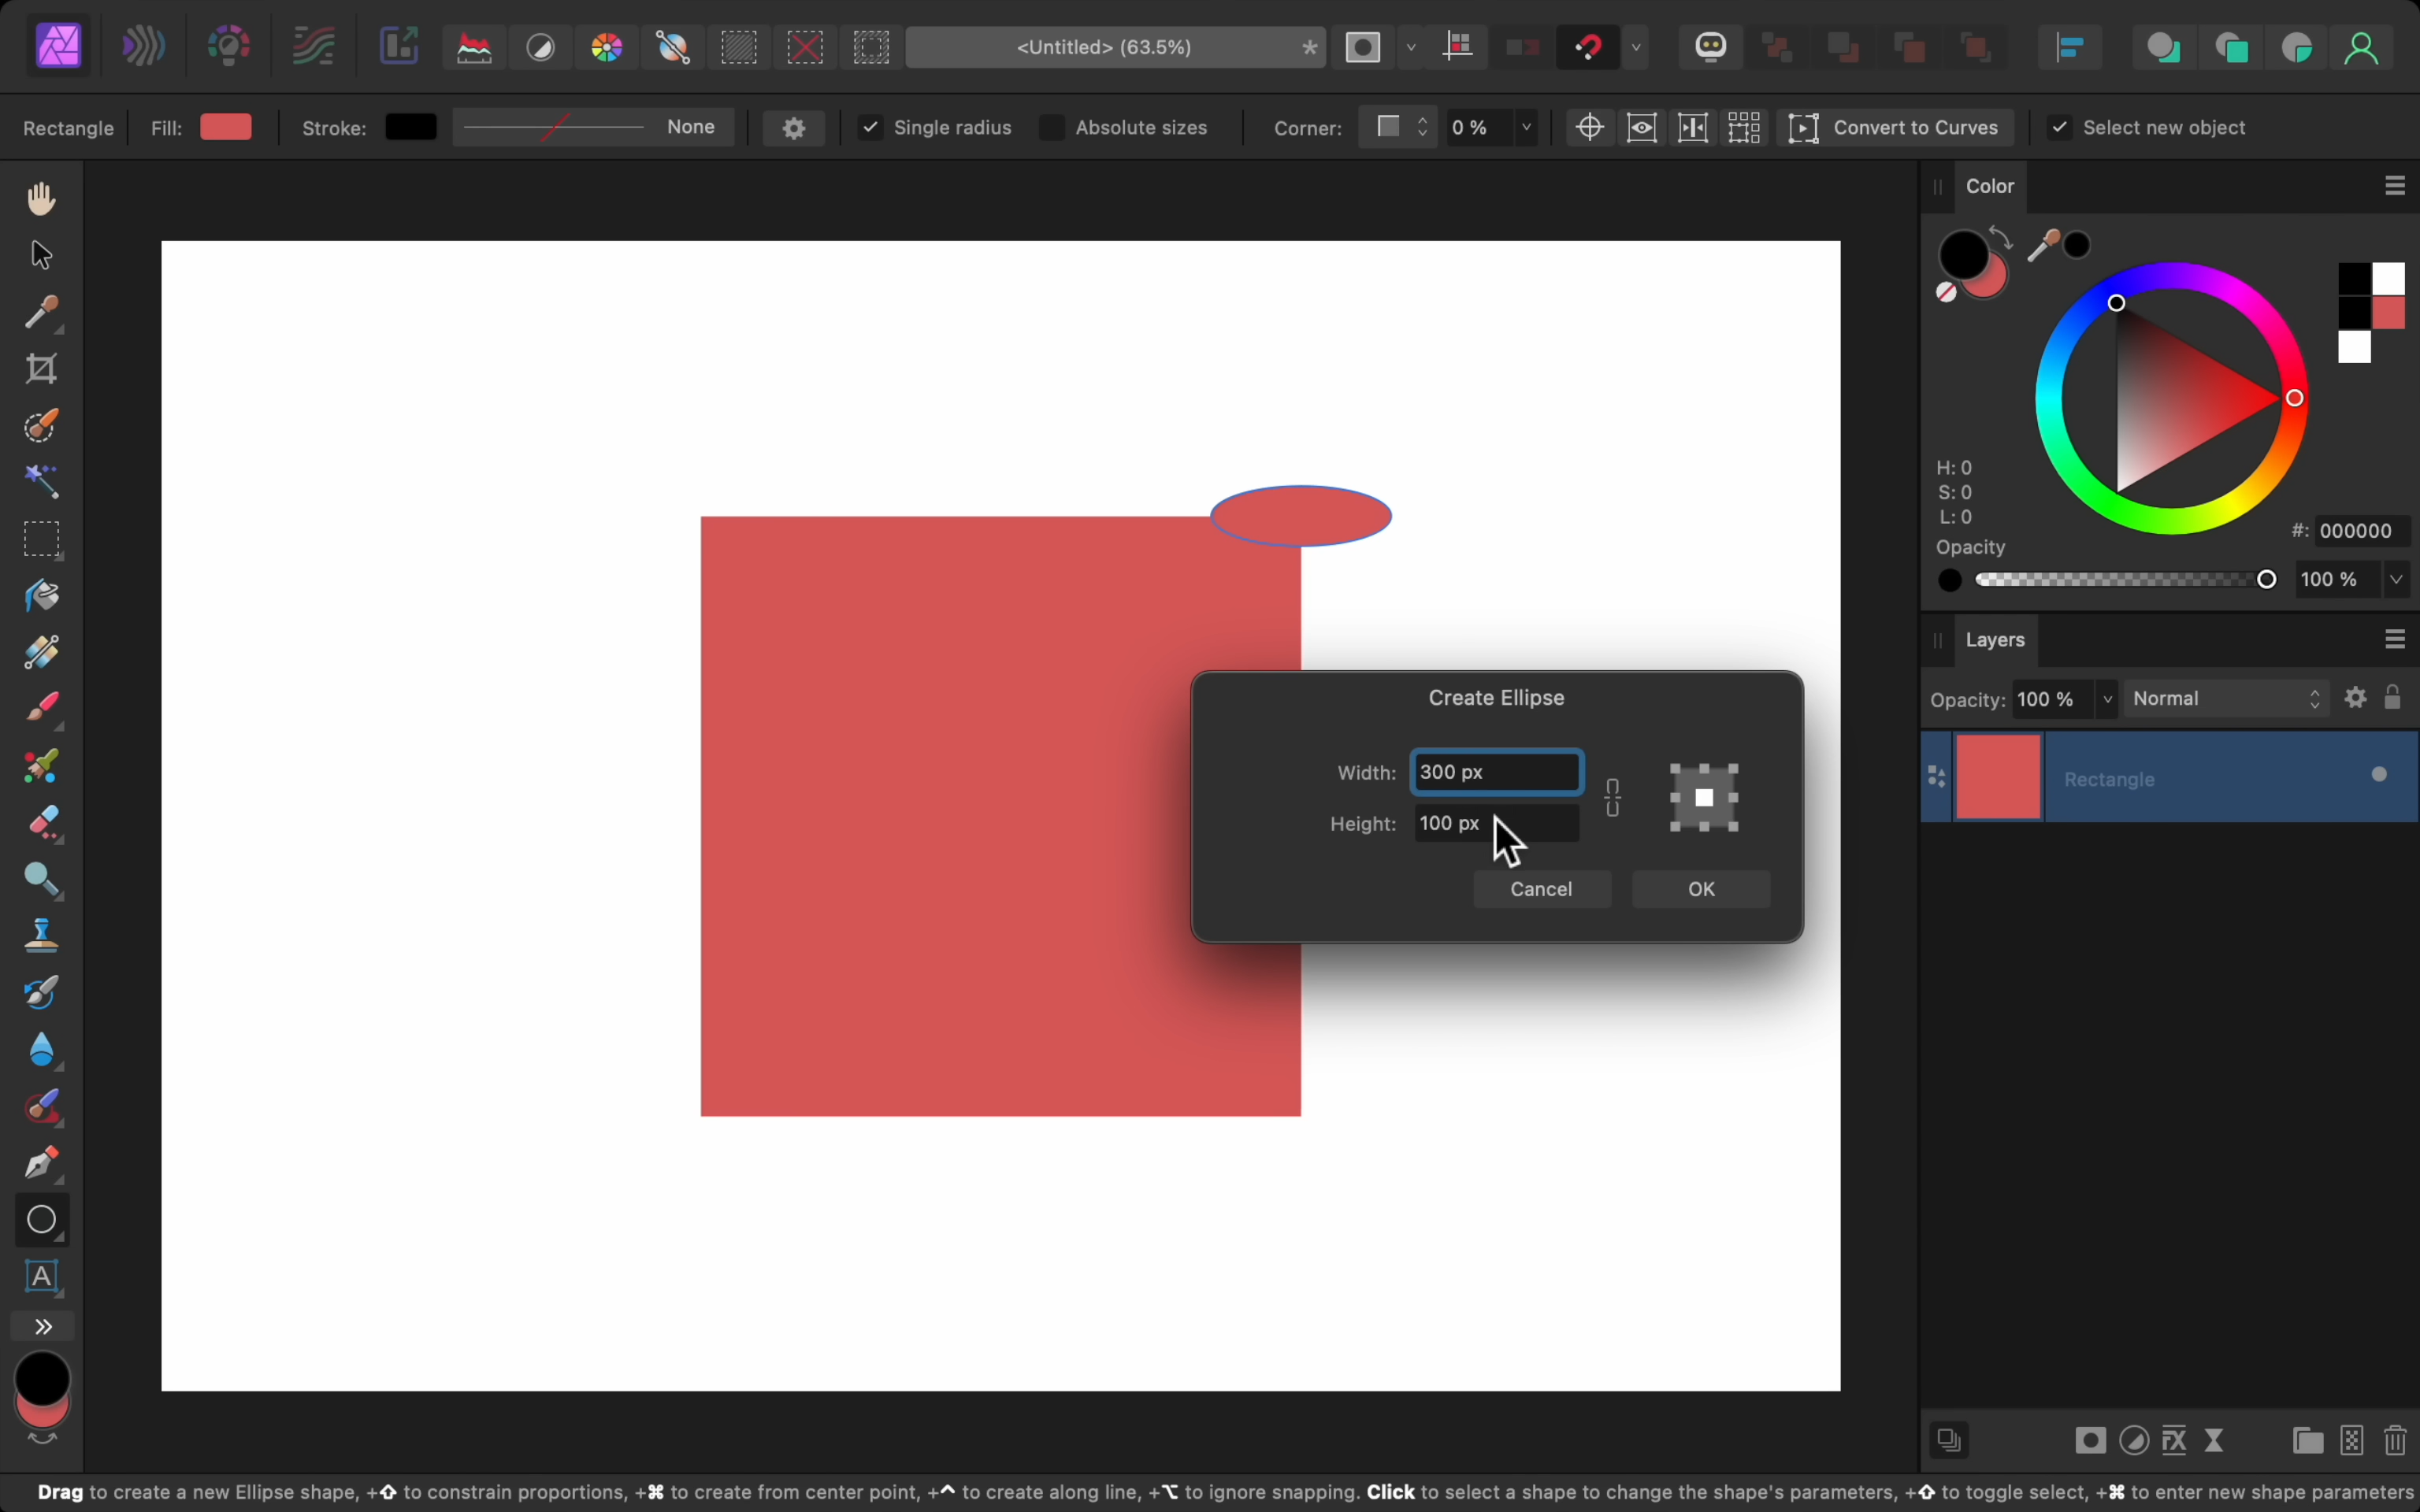 <Untitled> (63.5%) *
Rectangle Fill: Stroke: None Single radius Absolute sizes Corner: 0 % Convert to Curves Select new object
Color
H: 0
S: 0
L: 0
#: 000000
Opacity
100 %
Layers
Opacity: 100 % Normal
Rectangle
Create Ellipse
Width: 300 px
Height: 100 px
Cancel OK
A
FX
Drag to create a new Ellipse shape, +⇧ to constrain proportions, +⌘ to create from center point, +^ to create along line, +⌥ to ignore snapping. Click to select a shape to change the shape's parameters, +⇧ to toggle select, +⌘ to enter new shape parameters